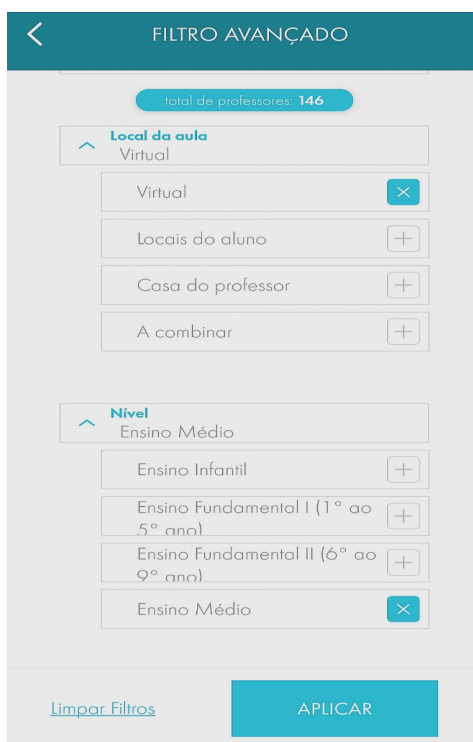 FILTRO AVANÇADO
total de professores: 146
Local da aula
Virtual
Virtual
Locais do aluno
Casa do professor
A combinar
Nível
Ensino Médio
Ensino Infantil
Ensino Fundamental I (1° ao
5° ano)
Ensino Fundamental II (6° ao
9° ano)
Ensino Médio
Limpar Filtros
APLICAR